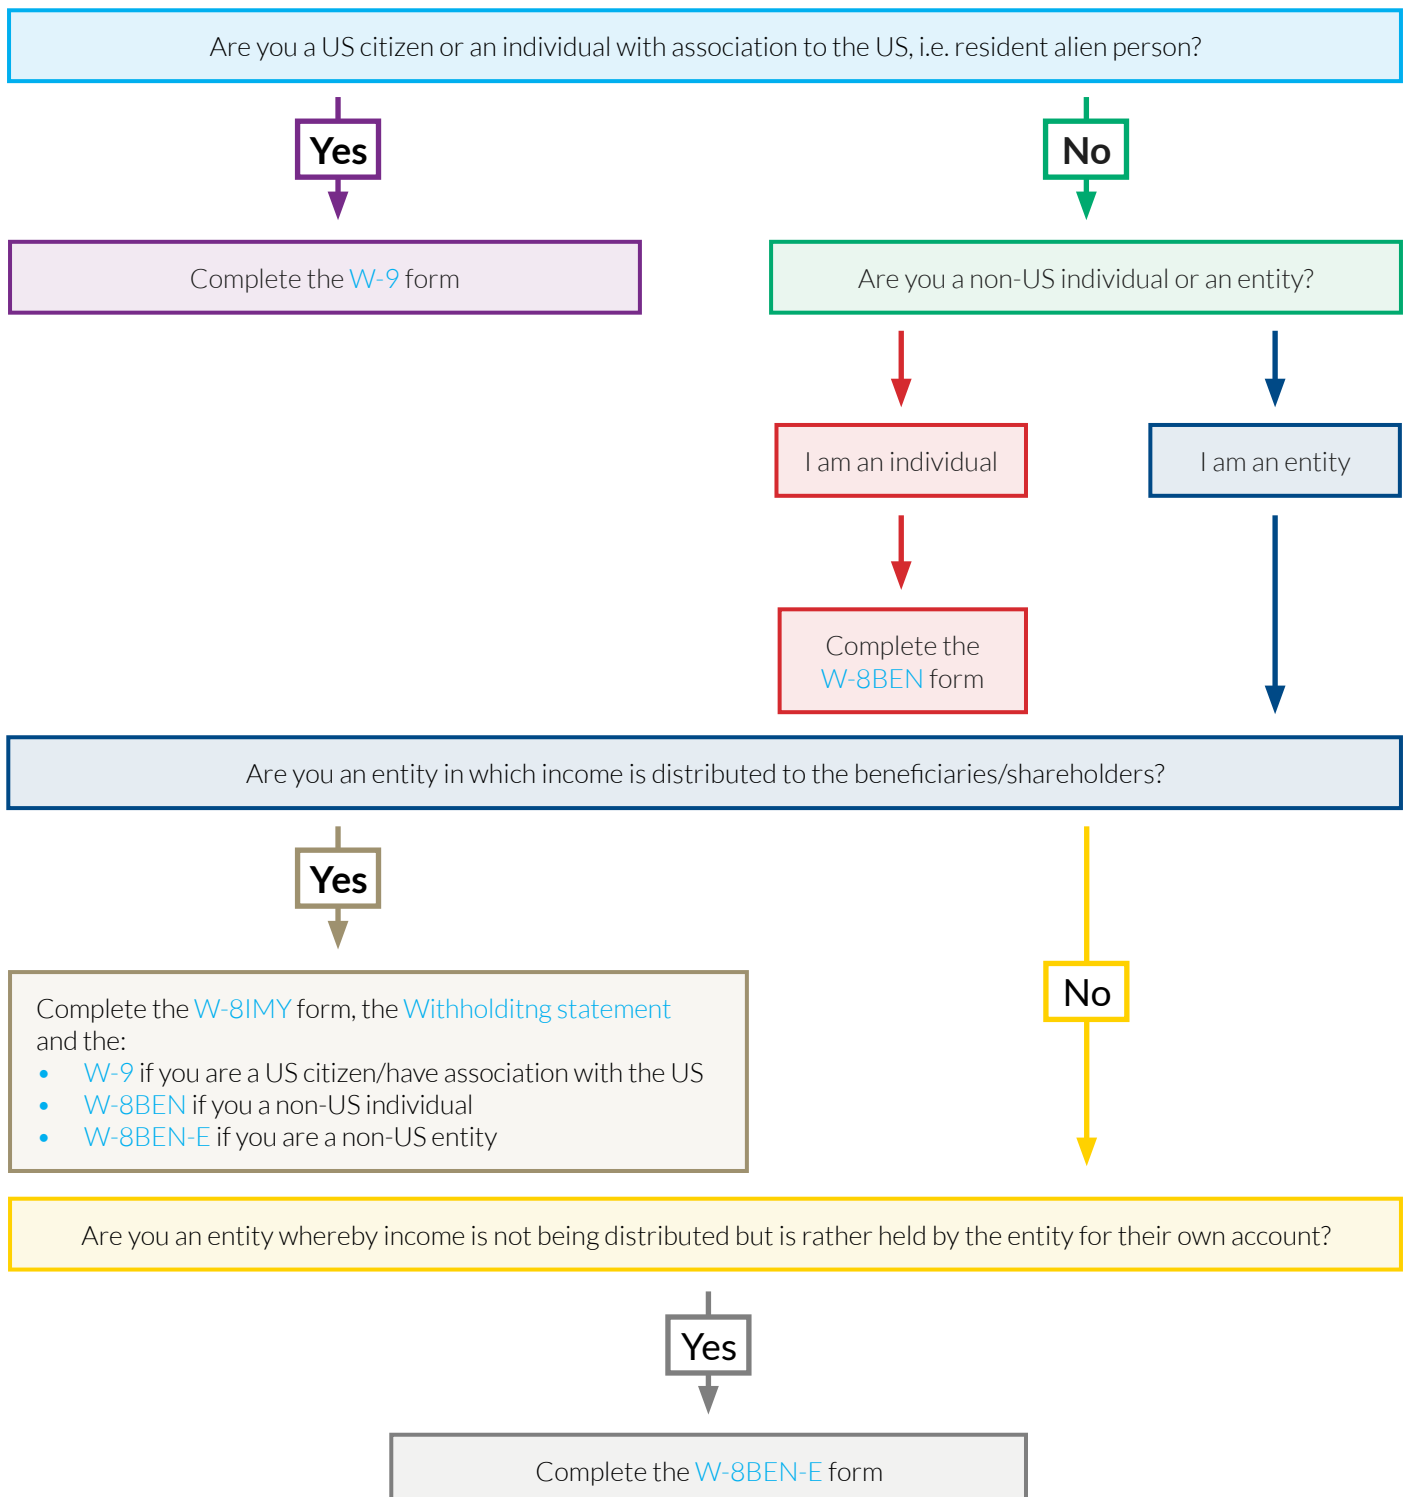 Are you a US citizen or an individual with association to the US, i.e. resident alien person?
Yes
No
Complete the W-9 form
Are you a non-US individual or an entity?
I am an individual
I am an entity
Complete the
W-8BEN form
Are you an entity in which income is distributed to the beneficiaries/shareholders?
Yes
No
Complete the W-8IMY form, the Withholditng statement
and the:
• W-9 if you are a US citizen/have association with the US
• W-8BEN if you a non-US individual
• W-8BEN-E if you are a non-US entity
Are you an entity whereby income is not being distributed but is rather held by the entity for their own account?
Yes
Complete the W-8BEN-E form